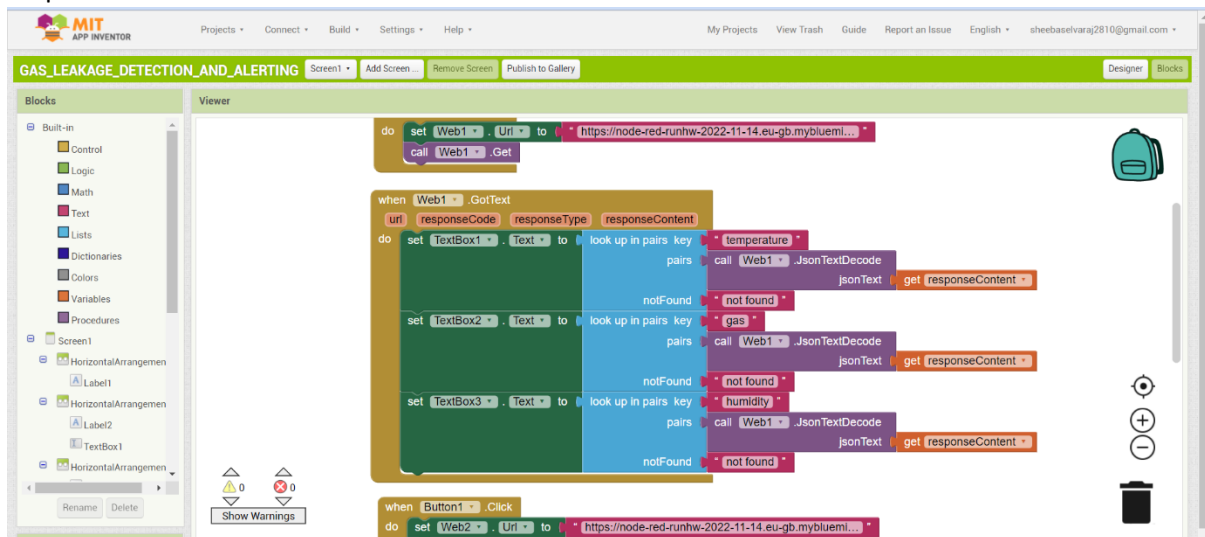 MIT
APP INVENTOR
Projects Connect Build Settings Help My Projects View Trash Guide Report an Issue English sheebaselvaraj2810@gmail.com
GAS_LEAKAGE_DETECTION_AND_ALERTING Screen1 Add Screen ... Remove Screen Publish to Gallery Designer Blocks
Blocks
Viewer
Built-in
Control
Logic
Math
Text
Lists
Dictionaries
Colors
Variables
Procedures
Screen1
HorizontalArrangemen
Label1
HorizontalArrangemen
Label2
TextBox1
HorizontalArrangemen
Rename Delete
do set Web1 . Url to " https://node-red-runhw-2022-11-14.eu-gb.mybluemi... "
call Web1 .Get
when Web1 .GotText
url responseCode responseType responseContent
do set TextBox1 . Text to look up in pairs key " temperature "
pairs call Web1 .JsonTextDecode
jsonText get responseContent
notFound " not found "
set TextBox2 . Text to look up in pairs key " gas "
pairs call Web1 .JsonTextDecode
jsonText get responseContent
notFound " not found "
set TextBox3 . Text to look up in pairs key " humidity "
pairs call Web1 .JsonTextDecode
jsonText get responseContent
notFound " not found "
when Button1 .Click
do set Web2 . Url to " https://node-red-runhw-2022-11-14.eu-gb.mybluemi... "
0 0
Show Warnings